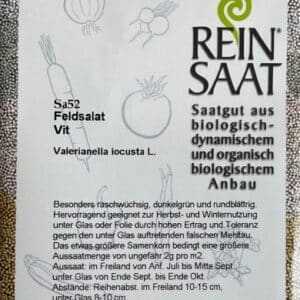 REIN®
SAAT
Saatgut aus
biologisch-
dynamischem
und organisch
biologischem
Anbau
Sa52
Feldsalat
Vit
Valerianella locusta L.
Besonders raschwüchsig, dunkelgrün und rundblättrig.
Hervorragend geeignet zur Herbst- und Winternutzung
unter Glas oder Folie durch hohen Ertrag und Toleranz
gegen den unter Glas auftretenden falschen Mehltau.
Das etwas größere Samenkorn bedingt eine größere
Aussaatmenge von ungefähr 2g pro m2.
Aussaat: im Freiland von Anf. Juli bis Mitte Sept.
unter Glas von Ende Sept. bis Ende Okt.
Abstände: Reihenabst. im Freiland 10-15 cm,
unter Glas 8-10 cm